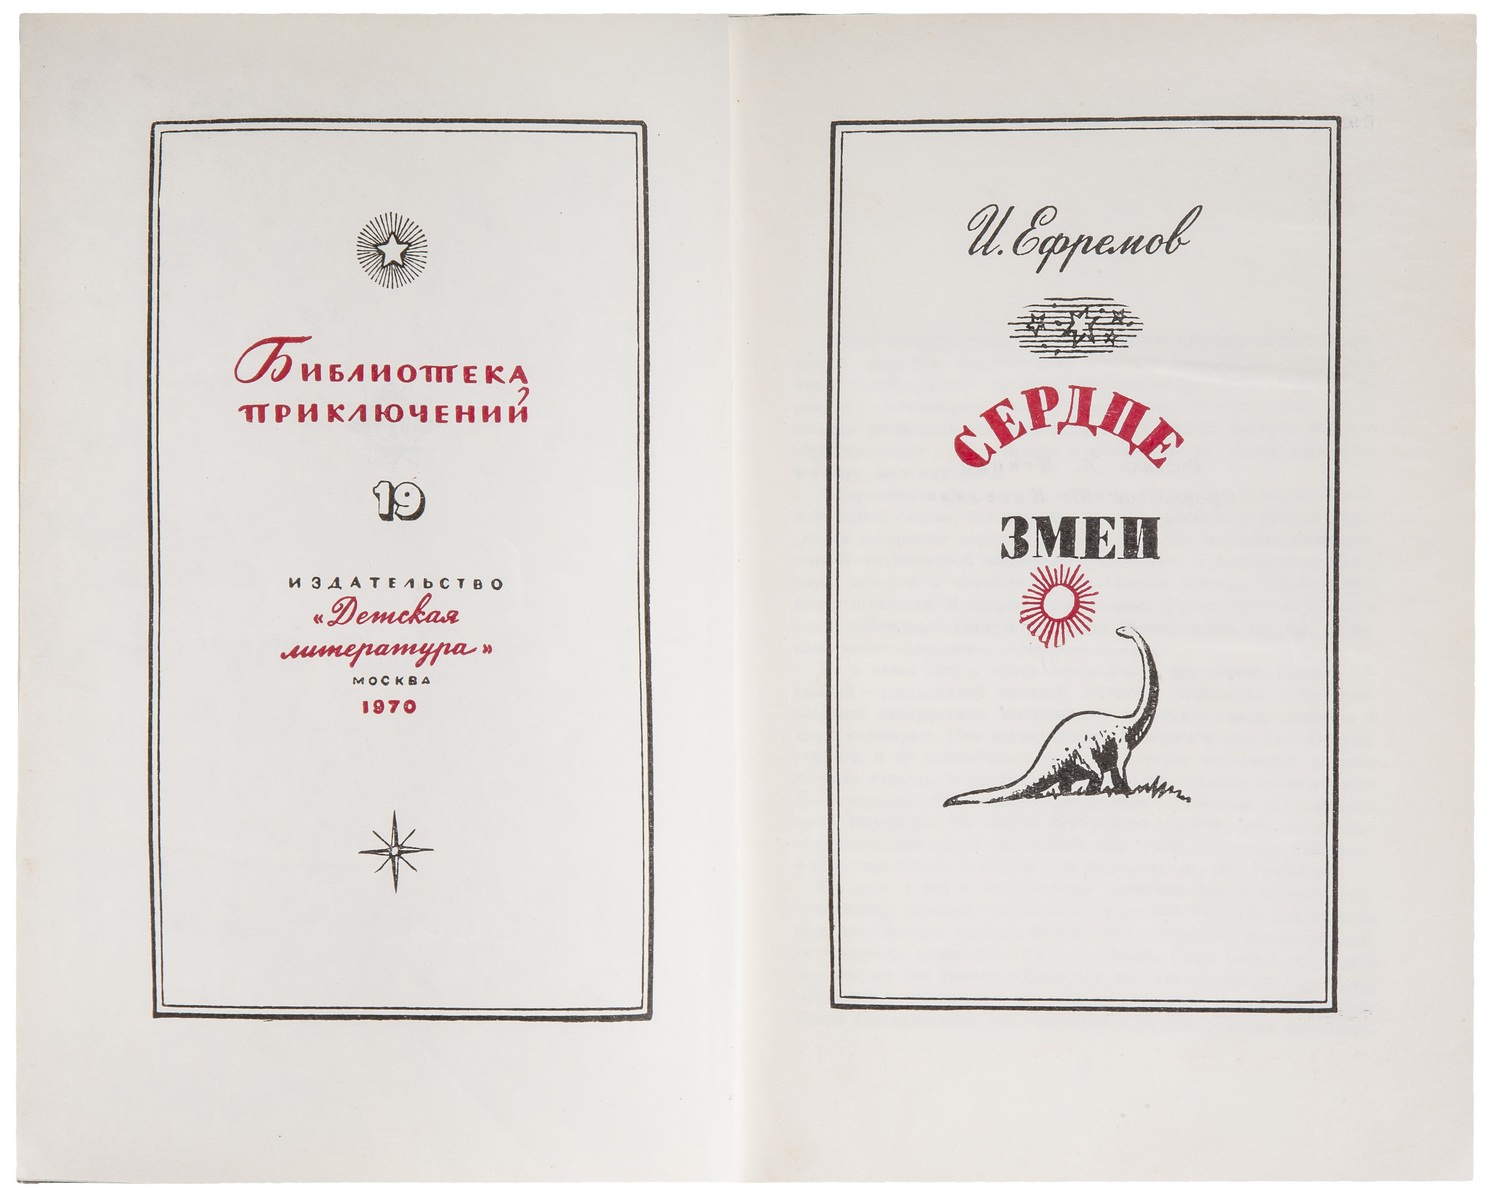 Библиотека
приключений
19
ИЗДАТЕЛЬСТВО
«Детская
литература»
МОСКВА
1970
И. Ефремов
СЕРДЦЕ
ЗМЕИ